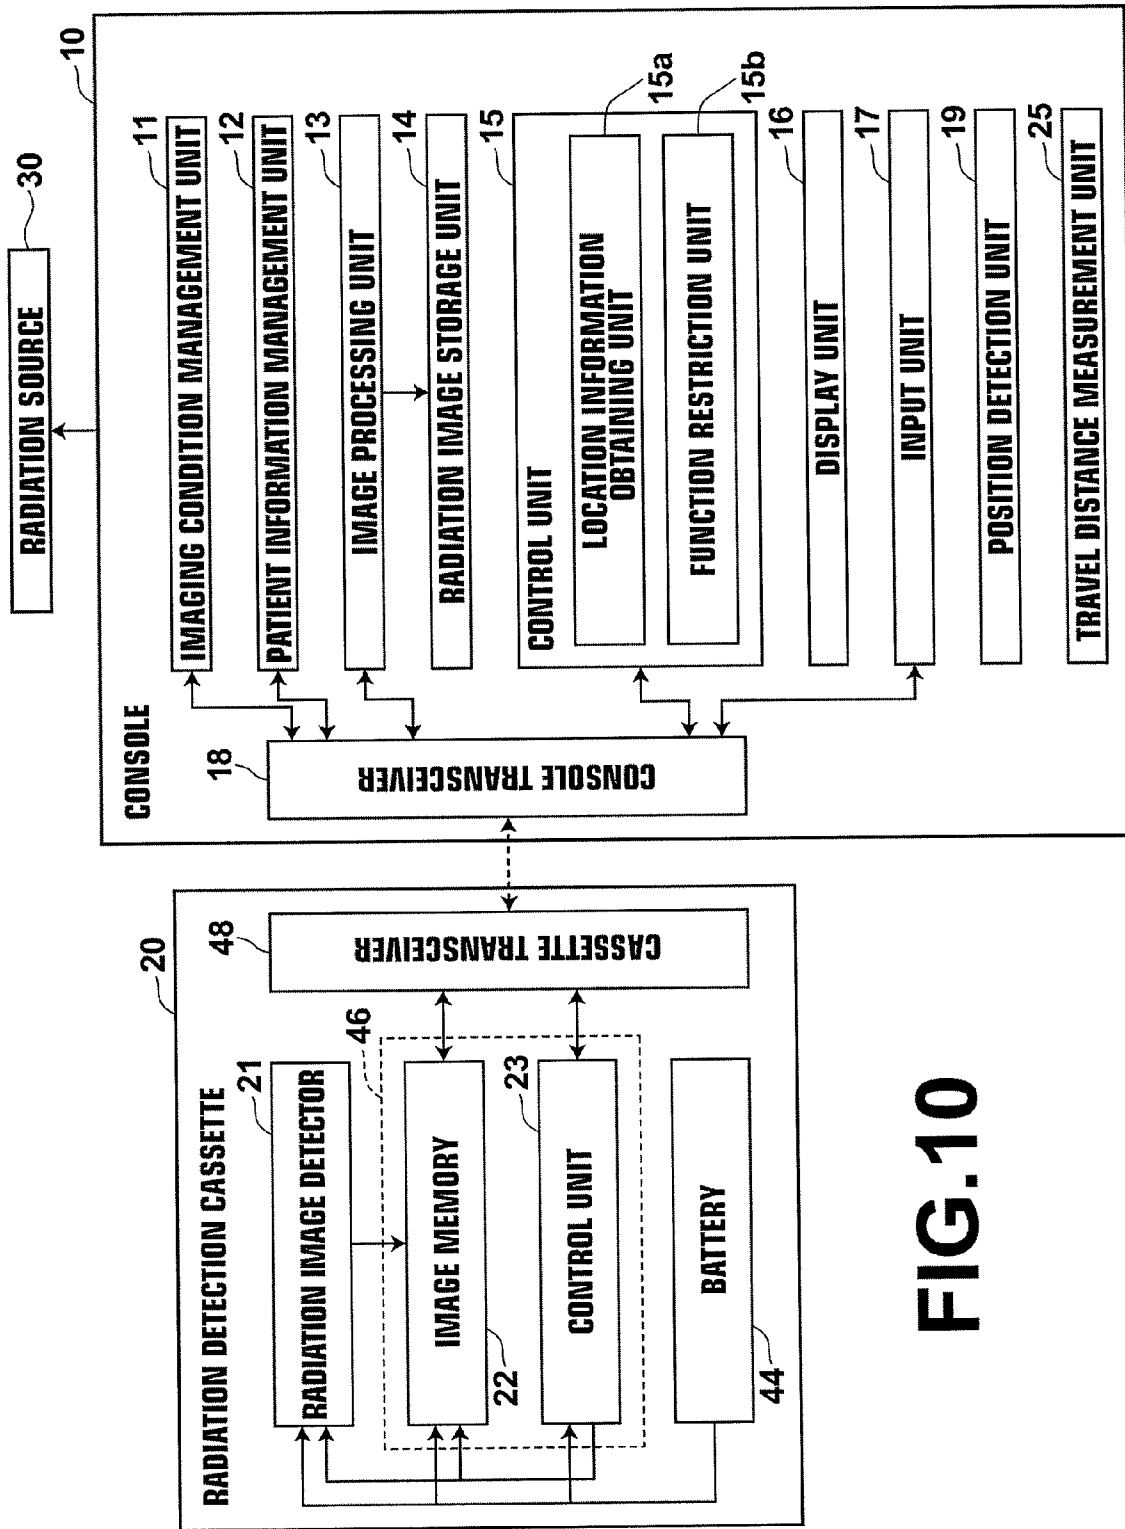 RADIATION SOURCE
30
10
CONSOLE
IMAGING CONDITION MANAGEMENT UNIT
11
PATIENT INFORMATION MANAGEMENT UNIT
12
IMAGE PROCESSING UNIT
13
RADIATION IMAGE STORAGE UNIT
14
CONTROL UNIT
15
LOCATION INFORMATION
OBTAINING UNIT
15a
FUNCTION RESTRICTION UNIT
15b
DISPLAY UNIT
16
INPUT UNIT
17
POSITION DETECTION UNIT
19
TRAVEL DISTANCE MEASUREMENT UNIT
25
18
CONSOLE TRANSCEIVER
20
RADIATION DETECTION CASSETTE
48
CASSETTE TRANSCEIVER
RADIATION IMAGE DETECTOR
21
46
IMAGE MEMORY
22
CONTROL UNIT
23
BATTERY
44
FIG.10